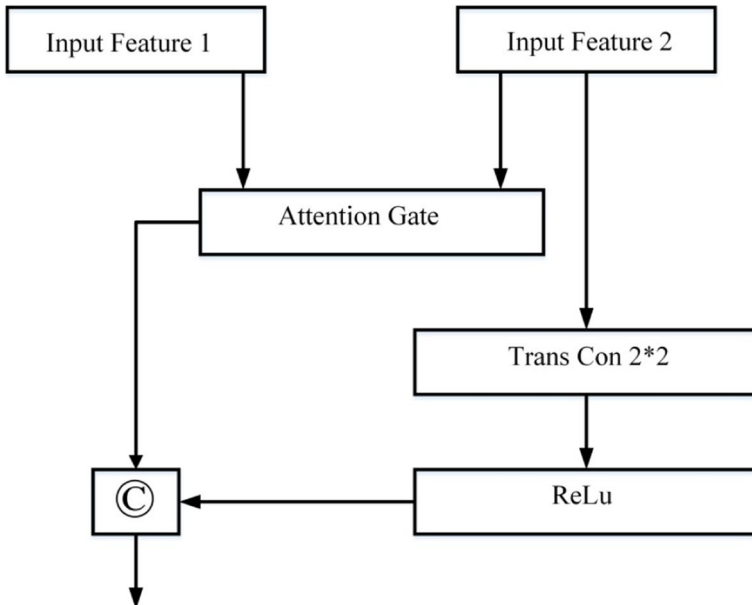 Input Feature 1
Input Feature 2
Attention Gate
Trans Con 2*2
ReLu
©